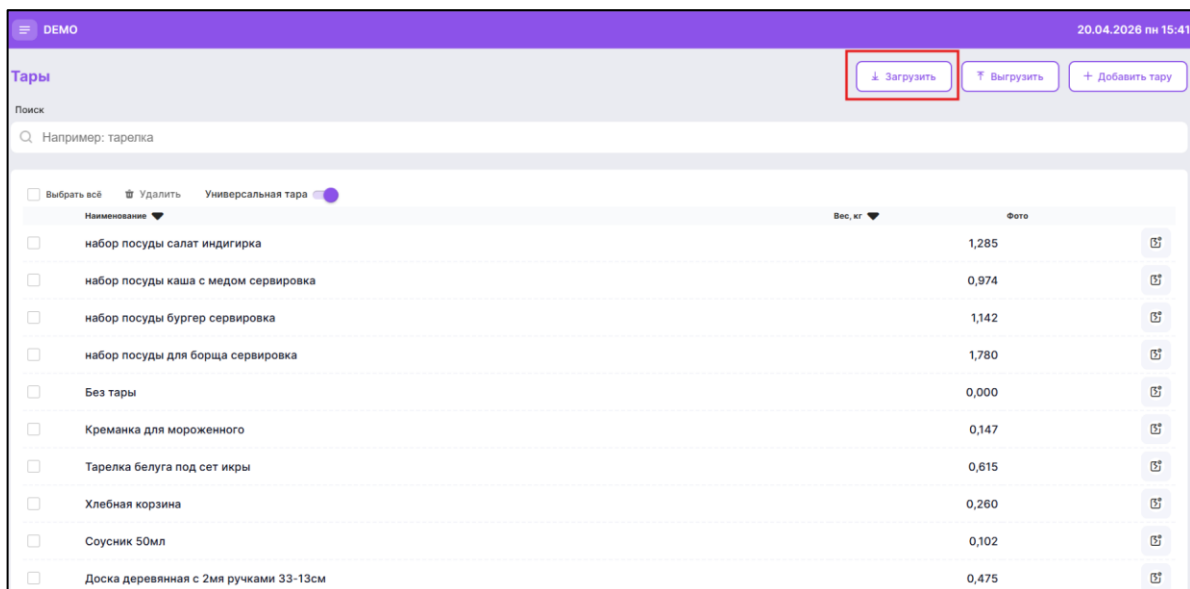 DEMO 20.04.2026 пн 15:41
Тары Загрузить Выгрузить + Добавить тару
Поиск
Например: тарелка
Выбрать всё Удалить Универсальная тара
Наименование Вес, кг Фото
набор посуды салат индигирка 1,285
набор посуды каша с медом сервировка 0,974
набор посуды бургер сервировка 1,142
набор посуды для борща сервировка 1,780
Без тары 0,000
Креманка для мороженного 0,147
Тарелка белуга под сет икры 0,615
Хлебная корзина 0,260
Соусник 50мл 0,102
Доска деревянная с 2мя ручками 33-13см 0,475